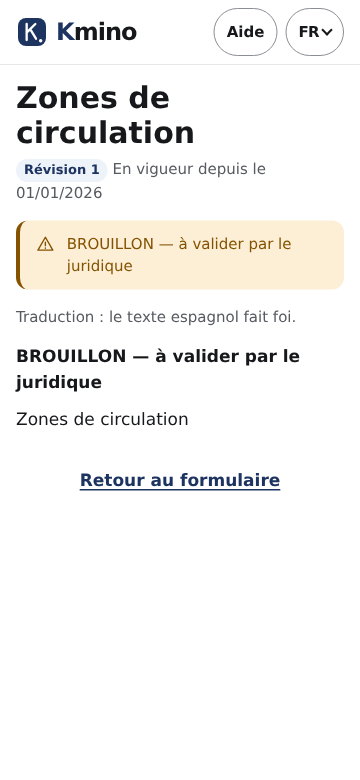 K. Kmino
Aide
FR
Zones de
circulation
Révision 1 En vigueur depuis le
01/01/2026
BROUILLON — à valider par le
juridique
Traduction : le texte espagnol fait foi.
BROUILLON — à valider par le
juridique
Zones de circulation
Retour au formulaire